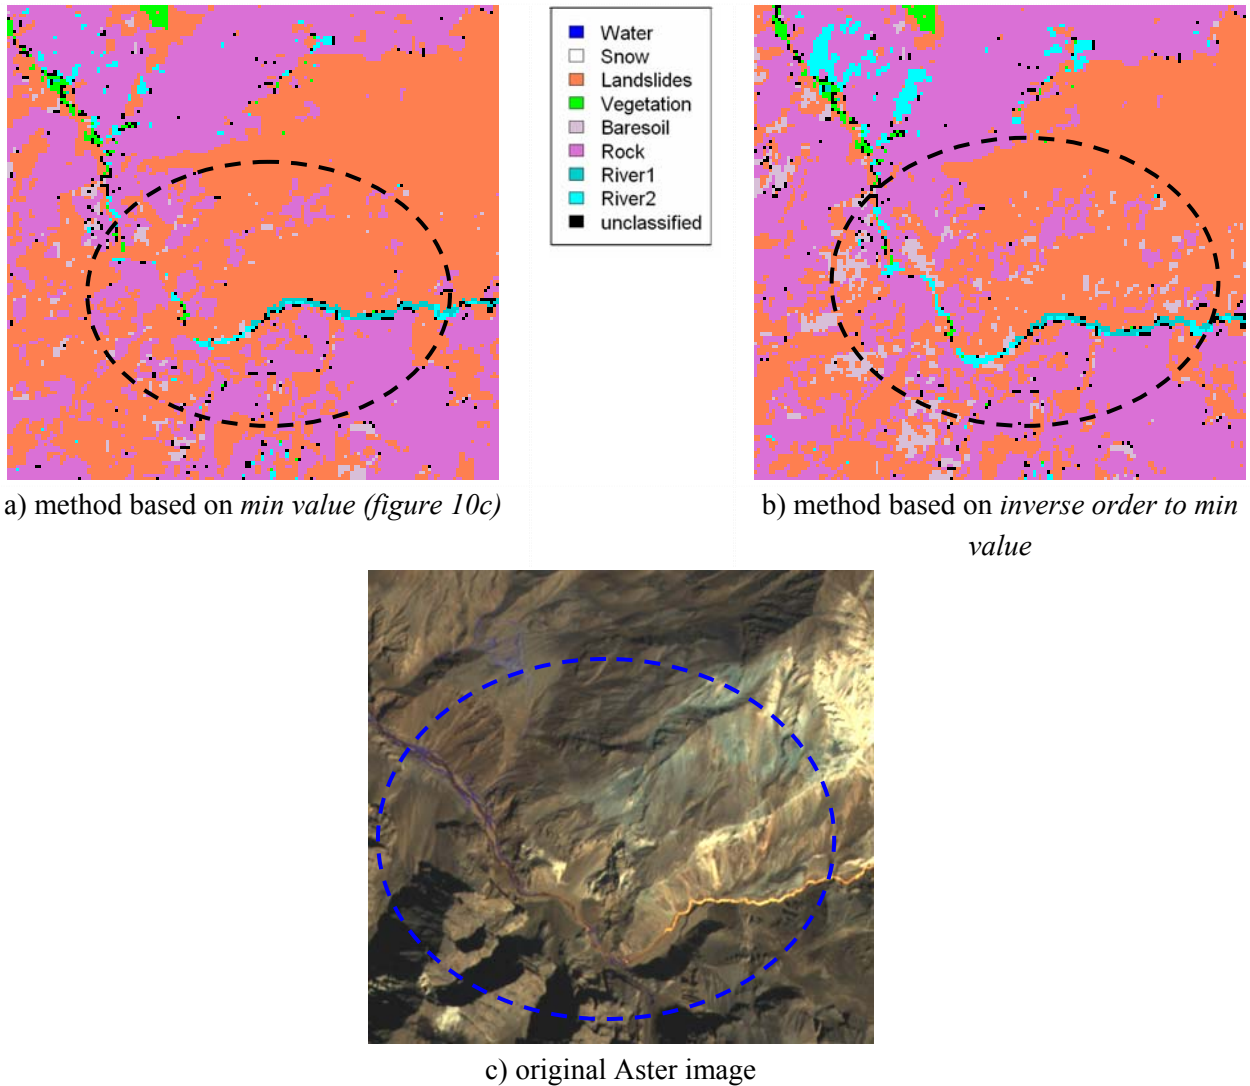 Water
Snow
Landslides
Vegetation
Baresoil
Rock
River1
River2
unclassified
a) method based on min value (figure 10c)
b) method based on inverse order to min
value
c) original Aster image